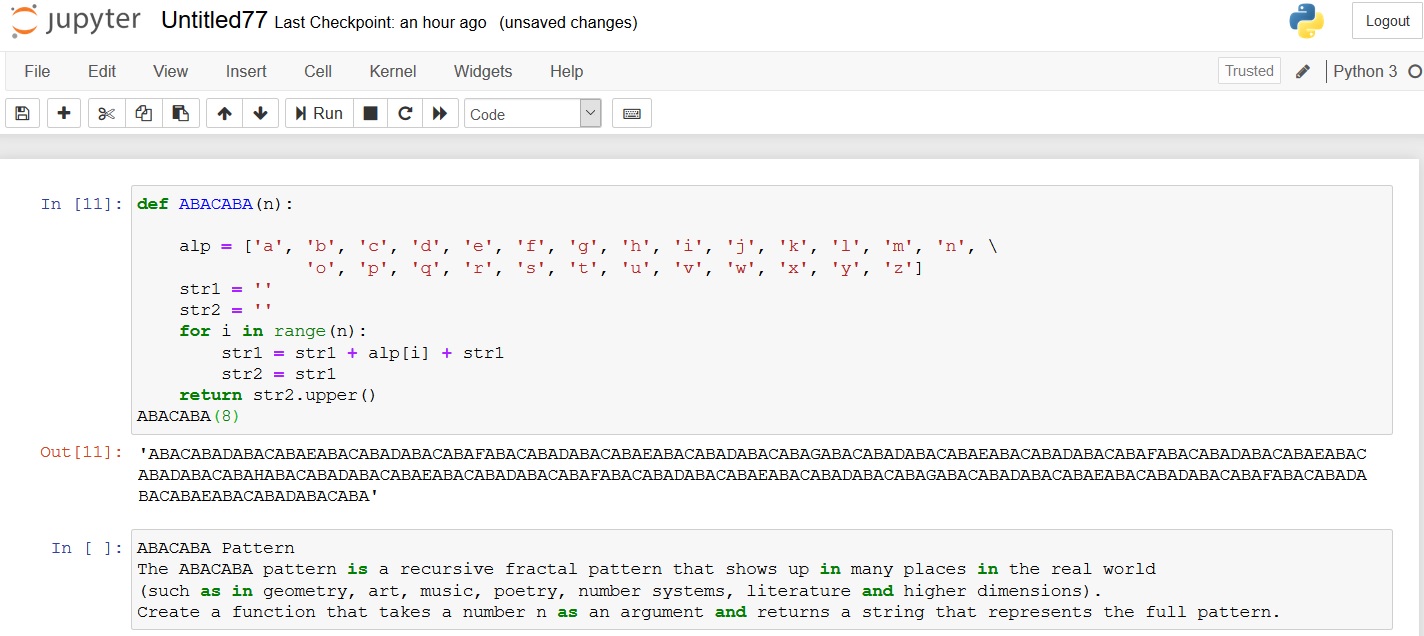 jupyter Untitled77 Last Checkpoint: an hour ago (unsaved changes) Logout
File Edit View Insert Cell Kernel Widgets Help Trusted Python 3
Run Code
In [11]: def ABACABA(n):
alp = ['a', 'b', 'c', 'd', 'e', 'f', 'g', 'h', 'i', 'j', 'k', 'l', 'm', 'n', \
'o', 'p', 'q', 'r', 's', 't', 'u', 'v', 'w', 'x', 'y', 'z']
str1 = ''
str2 = ''
for i in range(n):
str1 = str1 + alp[i] + str1
str2 = str1
return str2.upper()
ABACABA(8)
Out[11]: 'ABACABADABACABAEABACABADABACABAFABACABADABACABAEABACABADABACABAGABACABADABACABAEABACABADABACABAFABACABADABACABAEABAC
ABADABACABAHABACABADABACABAEABACABADABACABAFABACABADABACABAEABACABADABACABAGABACABADABACABAEABACABADABACABAFABACABADA
BACABAEABACABADABACABA'
In [ ]: ABACABA Pattern
The ABACABA pattern is a recursive fractal pattern that shows up in many places in the real world
(such as in geometry, art, music, poetry, number systems, literature and higher dimensions).
Create a function that takes a number n as an argument and returns a string that represents the full pattern.